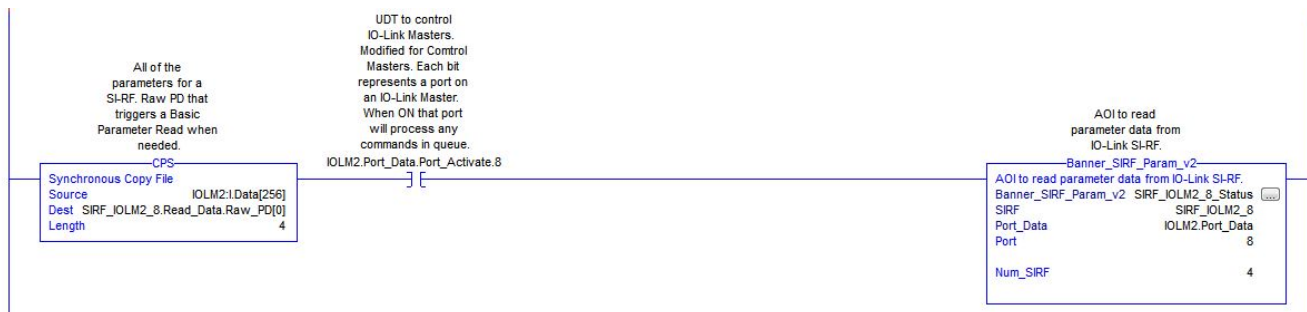 All of the
parameters for a
SI-RF. Raw PD that
triggers a Basic
Parameter Read when
needed.
CPS
Synchronous Copy File
Source IOLM2:I.Data[256]
Dest SIRF_IOLM2_8.Read_Data.Raw_PD[0]
Length 4
UDT to control
IO-Link Masters.
Modified for Comtrol
Masters. Each bit
represents a port on
an IO-Link Master.
When ON that port
will process any
commands in queue.
IOLM2.Port_Data.Port_Activate.8
AOI to read
parameter data from
IO-Link SI-RF.
Banner_SIRF_Param_v2
AOI to read parameter data from IO-Link SI-RF.
Banner_SIRF_Param_v2 SIRF_IOLM2_8_Status ...
SIRF SIRF_IOLM2_8
Port_Data IOLM2.Port_Data
Port 8
Num_SIRF 4